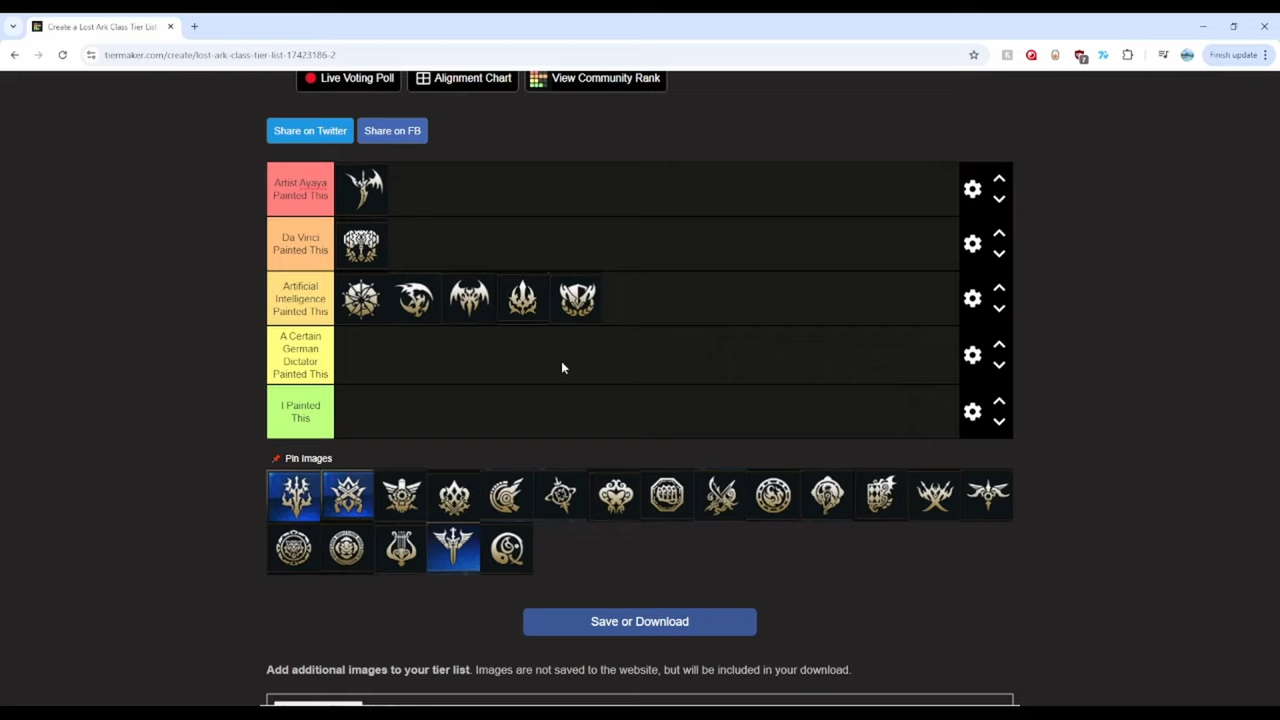 Create a Lost Ark Class Tier List
tiermaker.com/create/lost-ark-class-tier-list-17423186-2
7
Finish update
Live Voting Poll
Alignment Chart
View Community Rank
Share on Twitter
Share on FB
Artist Ayaya
Painted This
Da Vinci
Painted This
Artificial
Intelligence
Painted This
A Certain
German
Dictator
Painted This
I Painted
This
Pin Images
Save or Download
Add additional images to your tier list. Images are not saved to the website, but will be included in your download.